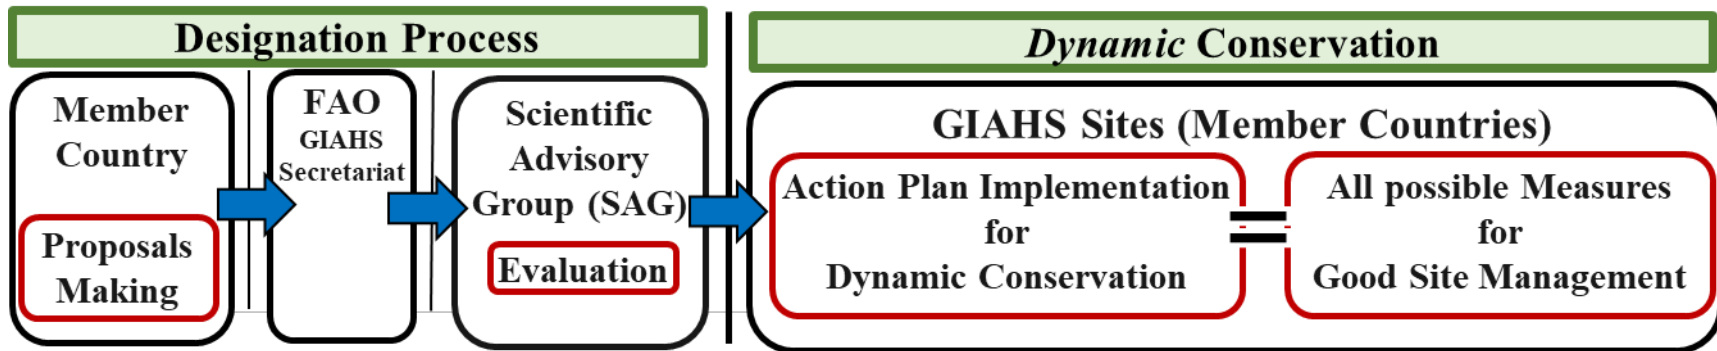 Designation Process
Dynamic Conservation
Member
Country
Proposals
Making
FAO
GIAHS
Secretariat
Scientific
Advisory
Group (SAG)
Evaluation
GIAHS Sites (Member Countries)
Action Plan Implementation
for
Dynamic Conservation
=
All possible Measures
for
Good Site Management